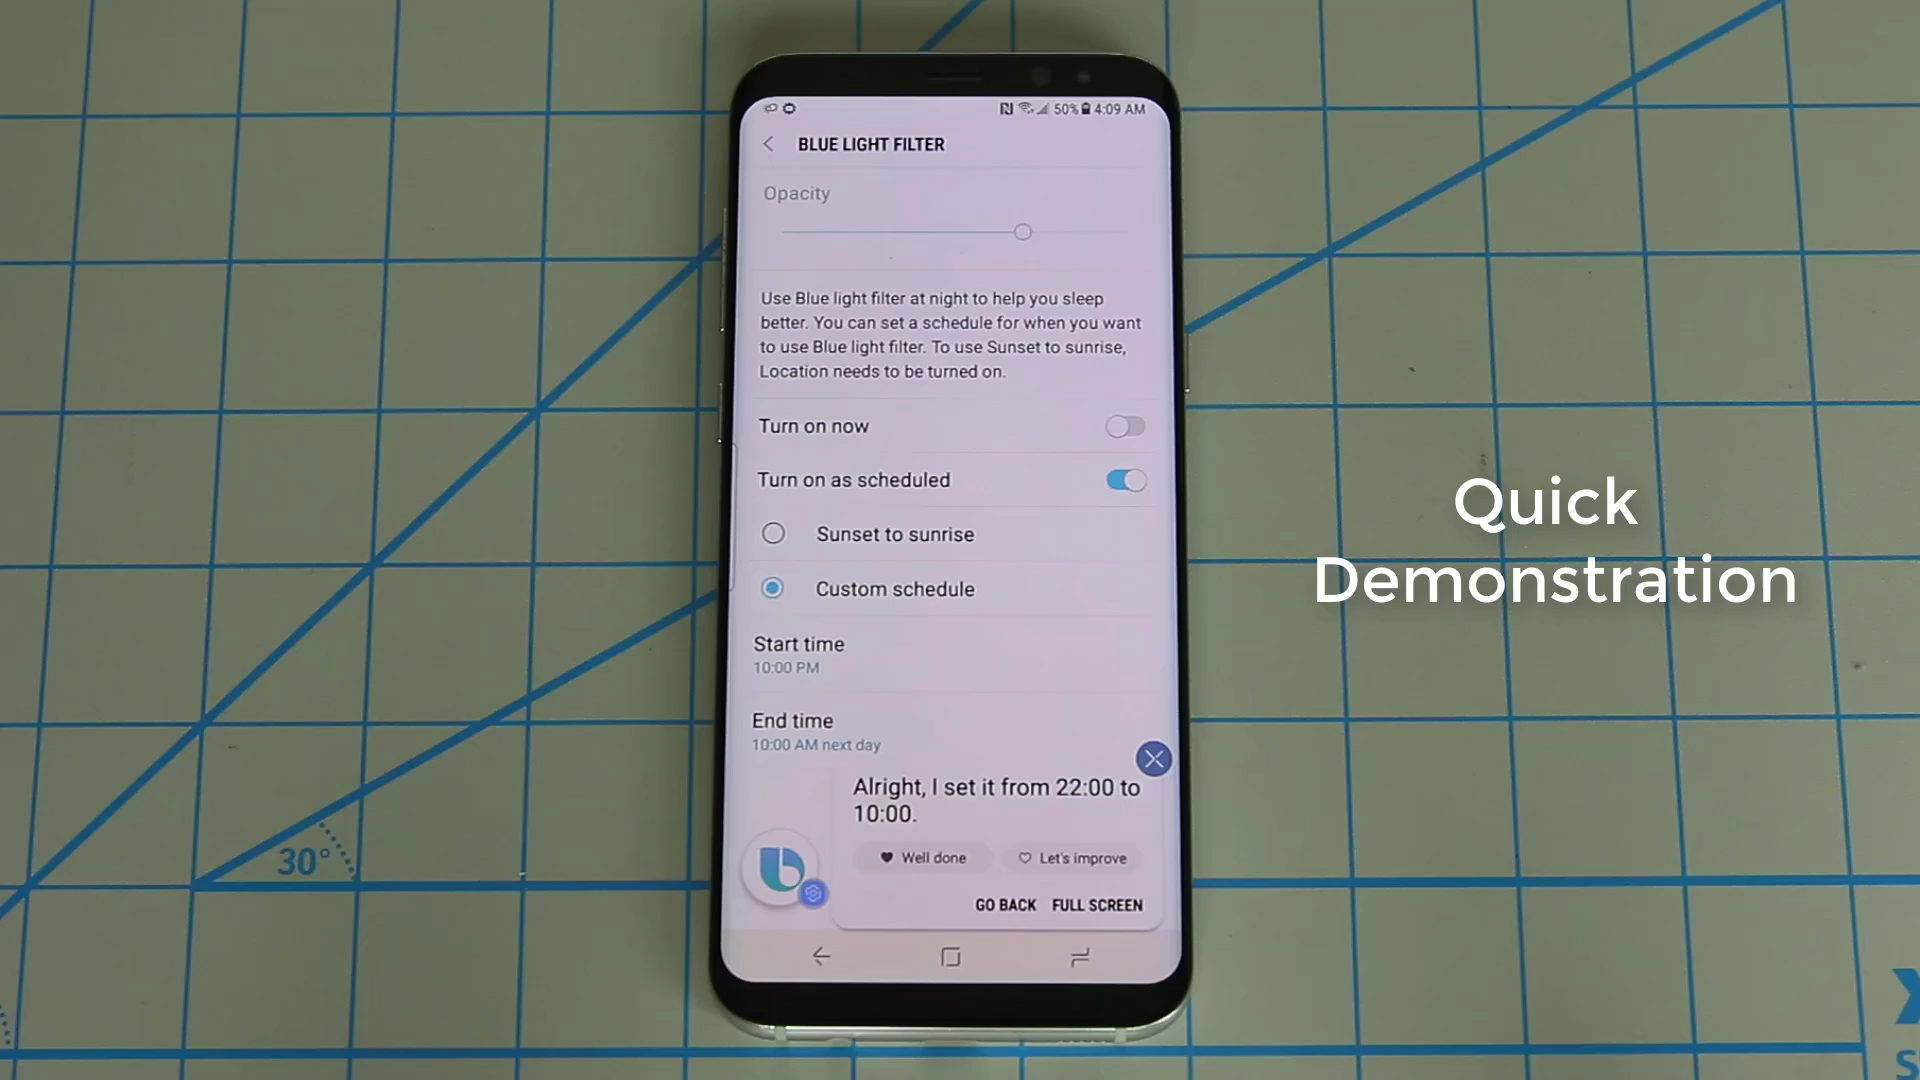 50% 4:09 AM
BLUE LIGHT FILTER
Opacity
Use Blue light filter at night to help you sleep
better. You can set a schedule for when you want
to use Blue light filter. To use Sunset to sunrise,
Location needs to be turned on.
Turn on now
Turn on as scheduled
Sunset to sunrise
Custom schedule
Start time
10:00 PM
End time
10:00 AM next day
Alright, I set it from 22:00 to
10:00.
Well done
Let's improve
GO BACK
FULL SCREEN
Quick
Demonstration
30°